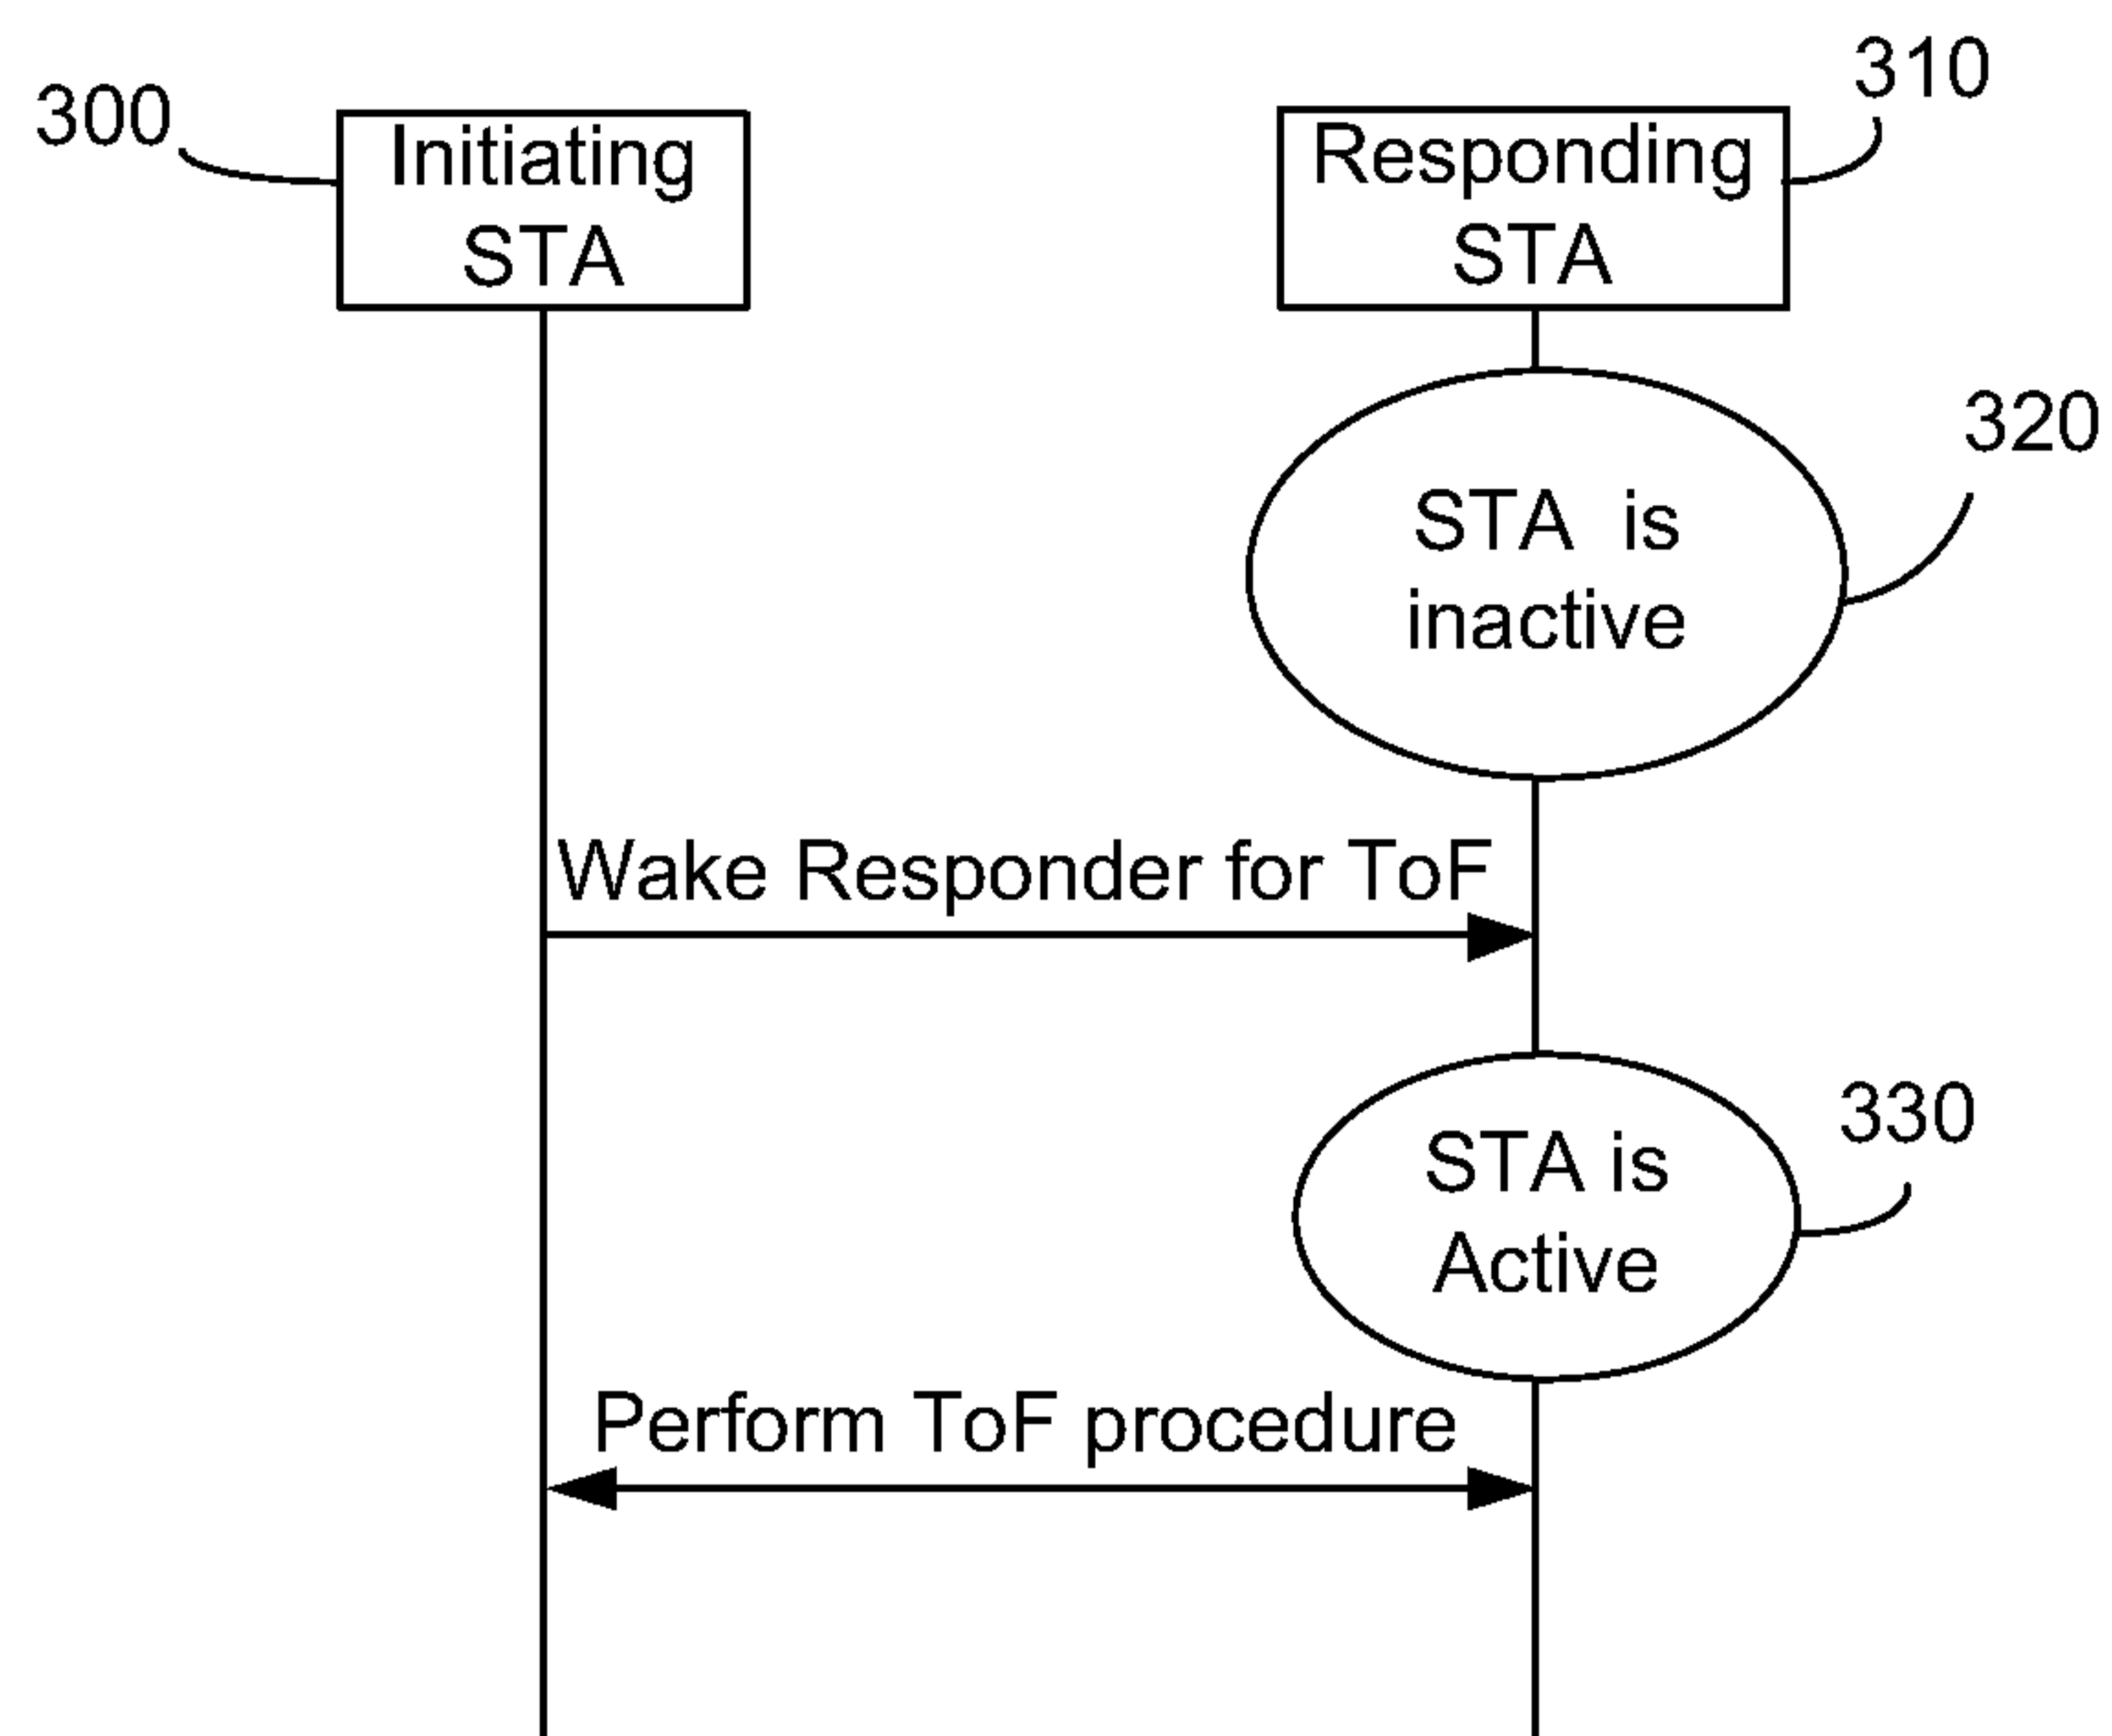 300
Initiating
STA
310
Responding
STA
320
STA is
inactive
Wake Responder for ToF
330
STA is
Active
Perform ToF procedure